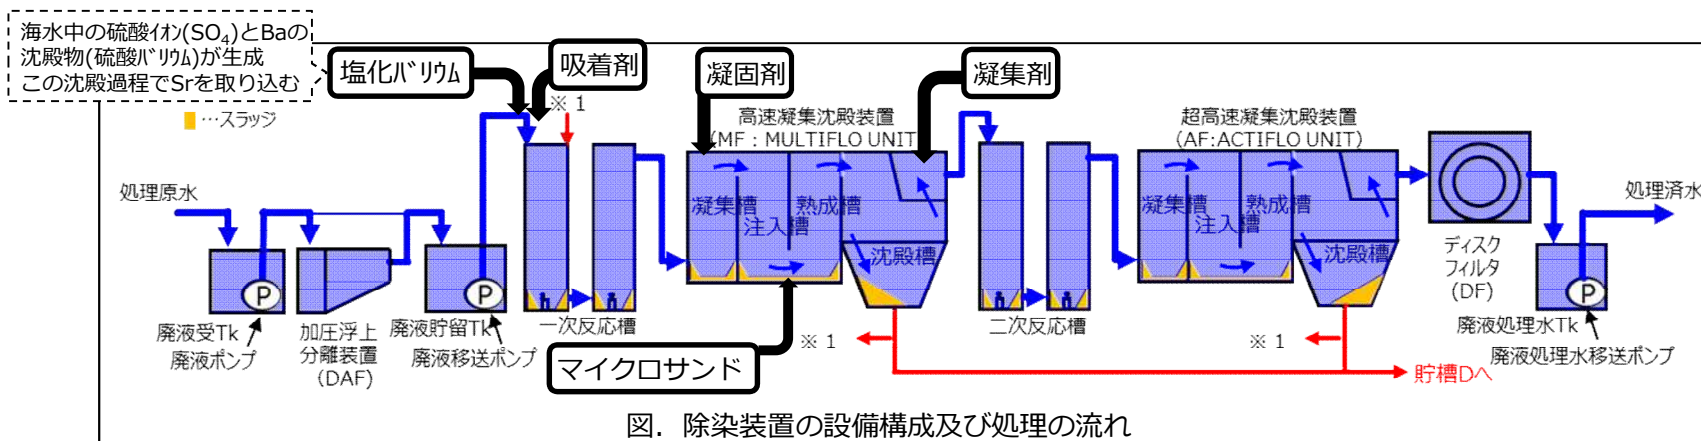 海水中の硫酸ｲｵﾝ(SO₄)とBaの
沈殿物(硫酸ﾊﾞﾘｳﾑ)が生成
この沈殿過程でSrを取り込む
塩化ﾊﾞﾘｳﾑ
吸着剤
凝固剤
凝集剤
…スラッジ
※１
高速凝集沈殿装置
(MF：MULTIFLO UNIT
超高速凝集沈殿装置
(AF:ACTIFLO UNIT)
処理原水
凝集槽
注入槽
熟成槽
沈殿槽
凝集槽
注入槽
熟成槽
沈殿槽
処理済水
P
P
P
ディスク
フィルタ
(DF)
廃液受Tk
廃液ポンプ
加圧浮上
分離装置
(DAF)
廃液貯留Tk
廃液移送ポンプ
一次反応槽
二次反応槽
廃液処理水Tk
廃液処理水移送ポンプ
マイクロサンド
※１
※１
貯槽Dへ
図．除染装置の設備構成及び処理の流れ